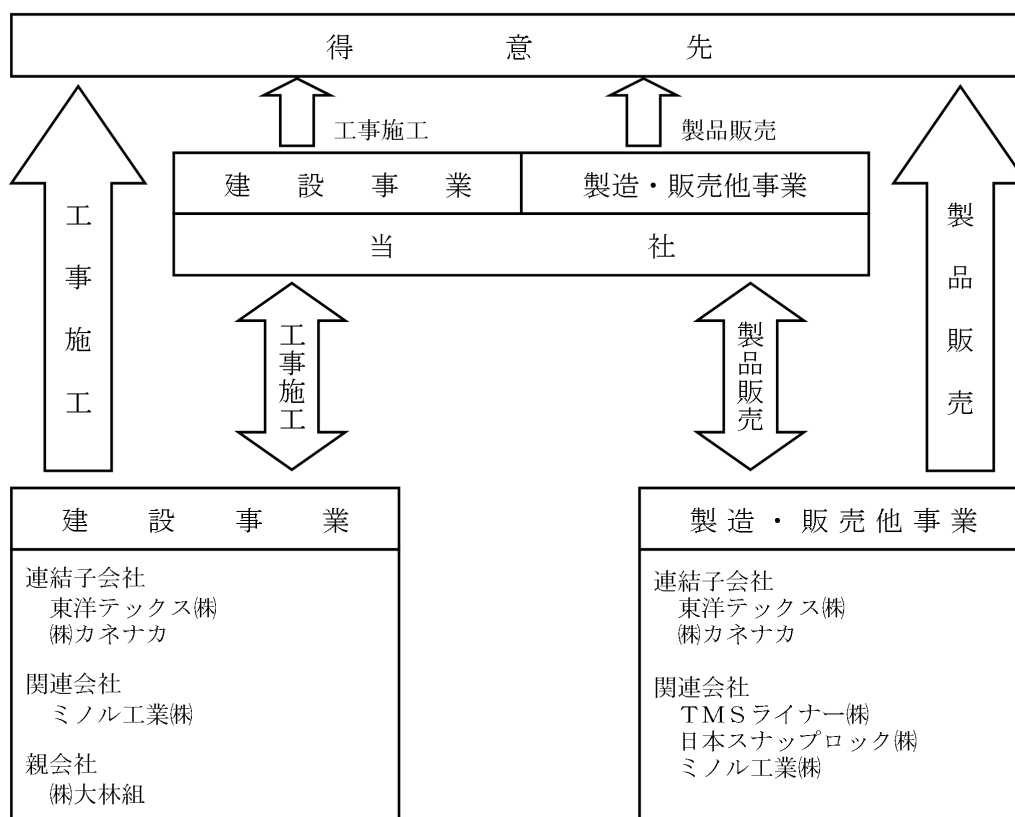 得意先
工事施工
製品販売
建設事業
製造・販売他事業
当社
工事施工
工事施工
製品販売
製品販売
建設事業
連結子会社
東洋テックス㈱
㈱カネナカ
関連会社
ミノル工業㈱
親会社
㈱大林組
製造・販売他事業
連結子会社
東洋テックス㈱
㈱カネナカ
関連会社
ＴＭＳライナー㈱
日本スナップロック㈱
ミノル工業㈱